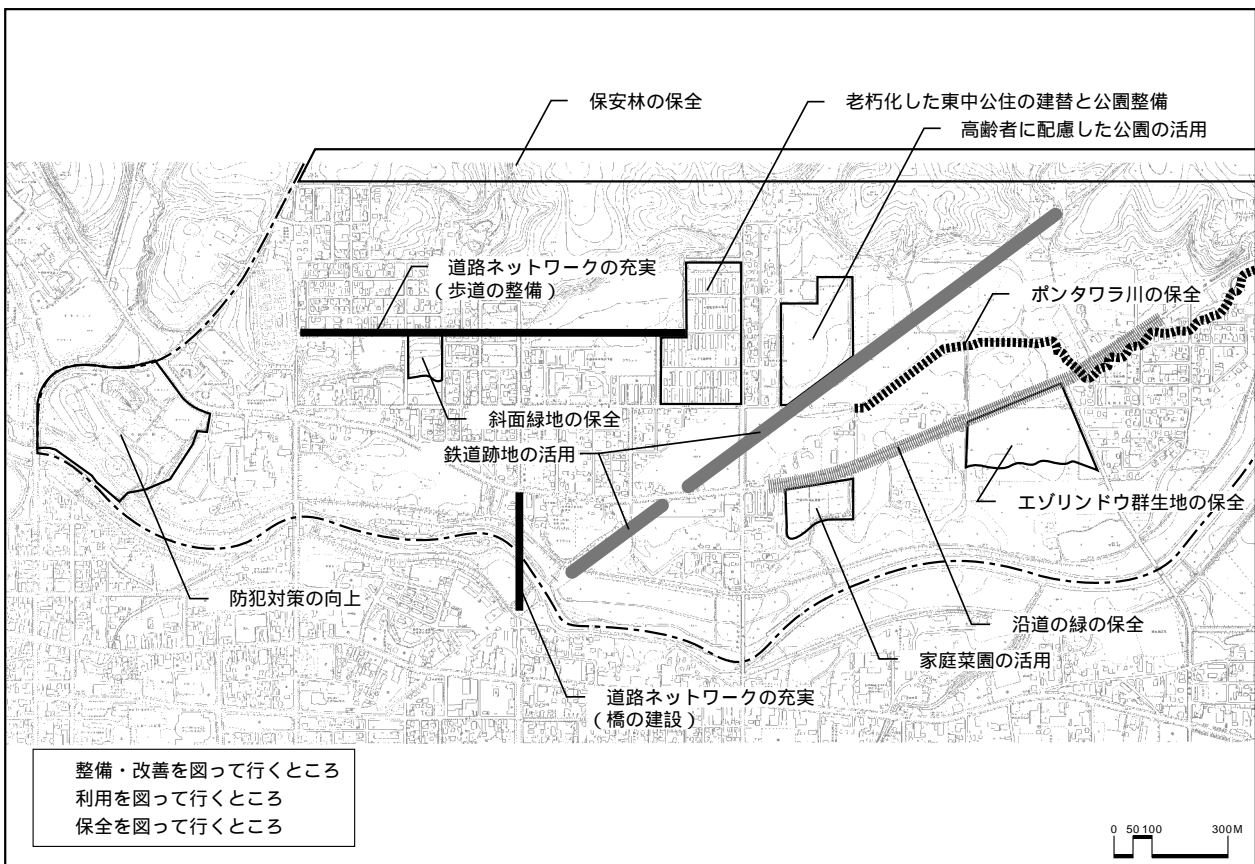 保安林の保全
老朽化した東中公住の建替と公園整備
高齢者に配慮した公園の活用
道路ネットワークの充実
（歩道の整備）
ポンタワラ川の保全
斜面緑地の保全
鉄道跡地の活用
エゾリンドウ群生地の保全
防犯対策の向上
沿道の緑の保全
家庭菜園の活用
道路ネットワークの充実
（橋の建設）
整備・改善を図って行くところ
利用を図って行くところ
保全を図って行くところ
0 50 100 300M